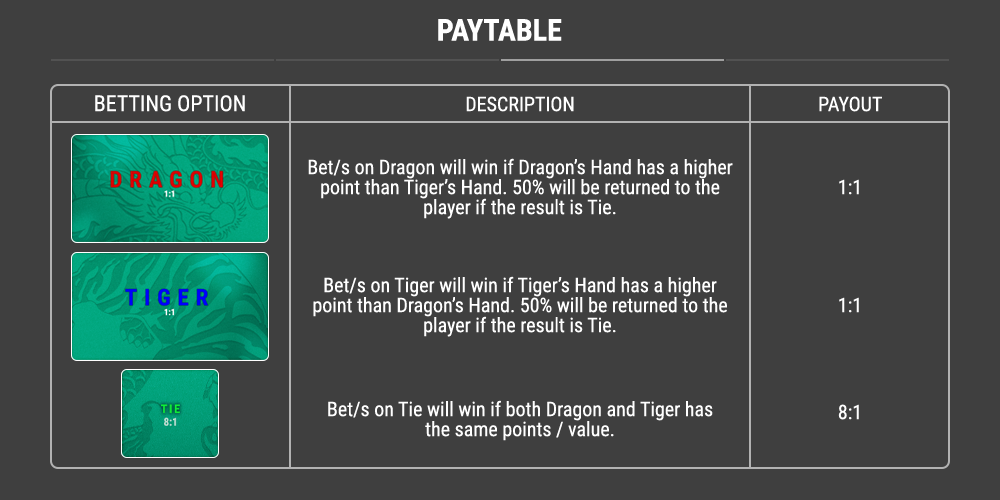 PAYTABLE
BETTING OPTION
DESCRIPTION
PAYOUT
DRAGON
1:1
Bet/s on Dragon will win if Dragon's Hand has a higher
point than Tiger's Hand. 50% will be returned to the
player if the result is Tie.
1:1
TIGER
1:1
Bet/s on Tiger will win if Tiger's Hand has a higher
point than Dragon's Hand. 50% will be returned to the
player if the result is Tie.
1:1
TIE
8:1
Bet/s on Tie will win if both Dragon and Tiger has
the same points / value.
8:1